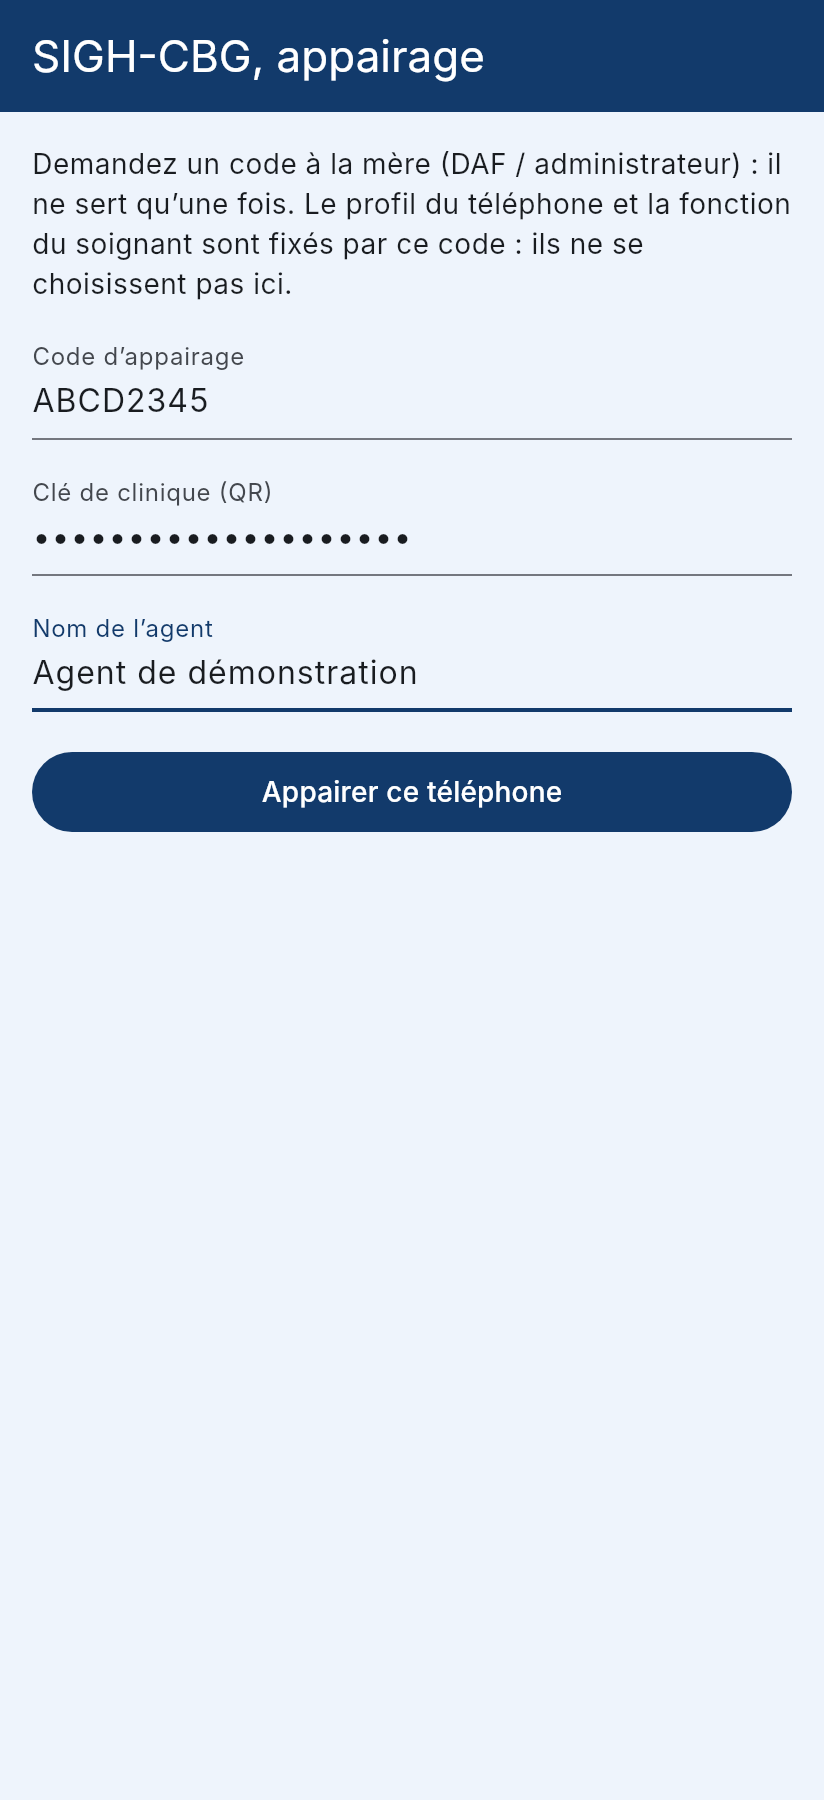 SIGH-CBG, appairage
Demandez un code à la mère (DAF / administrateur) : il
ne sert qu’une fois. Le profil du téléphone et la fonction
du soignant sont fixés par ce code : ils ne se
choisissent pas ici.
Code d’appairage
ABCD2345
Clé de clinique (QR)
••••••••••••••••••••
Nom de l’agent
Agent de démonstration
Appairer ce téléphone